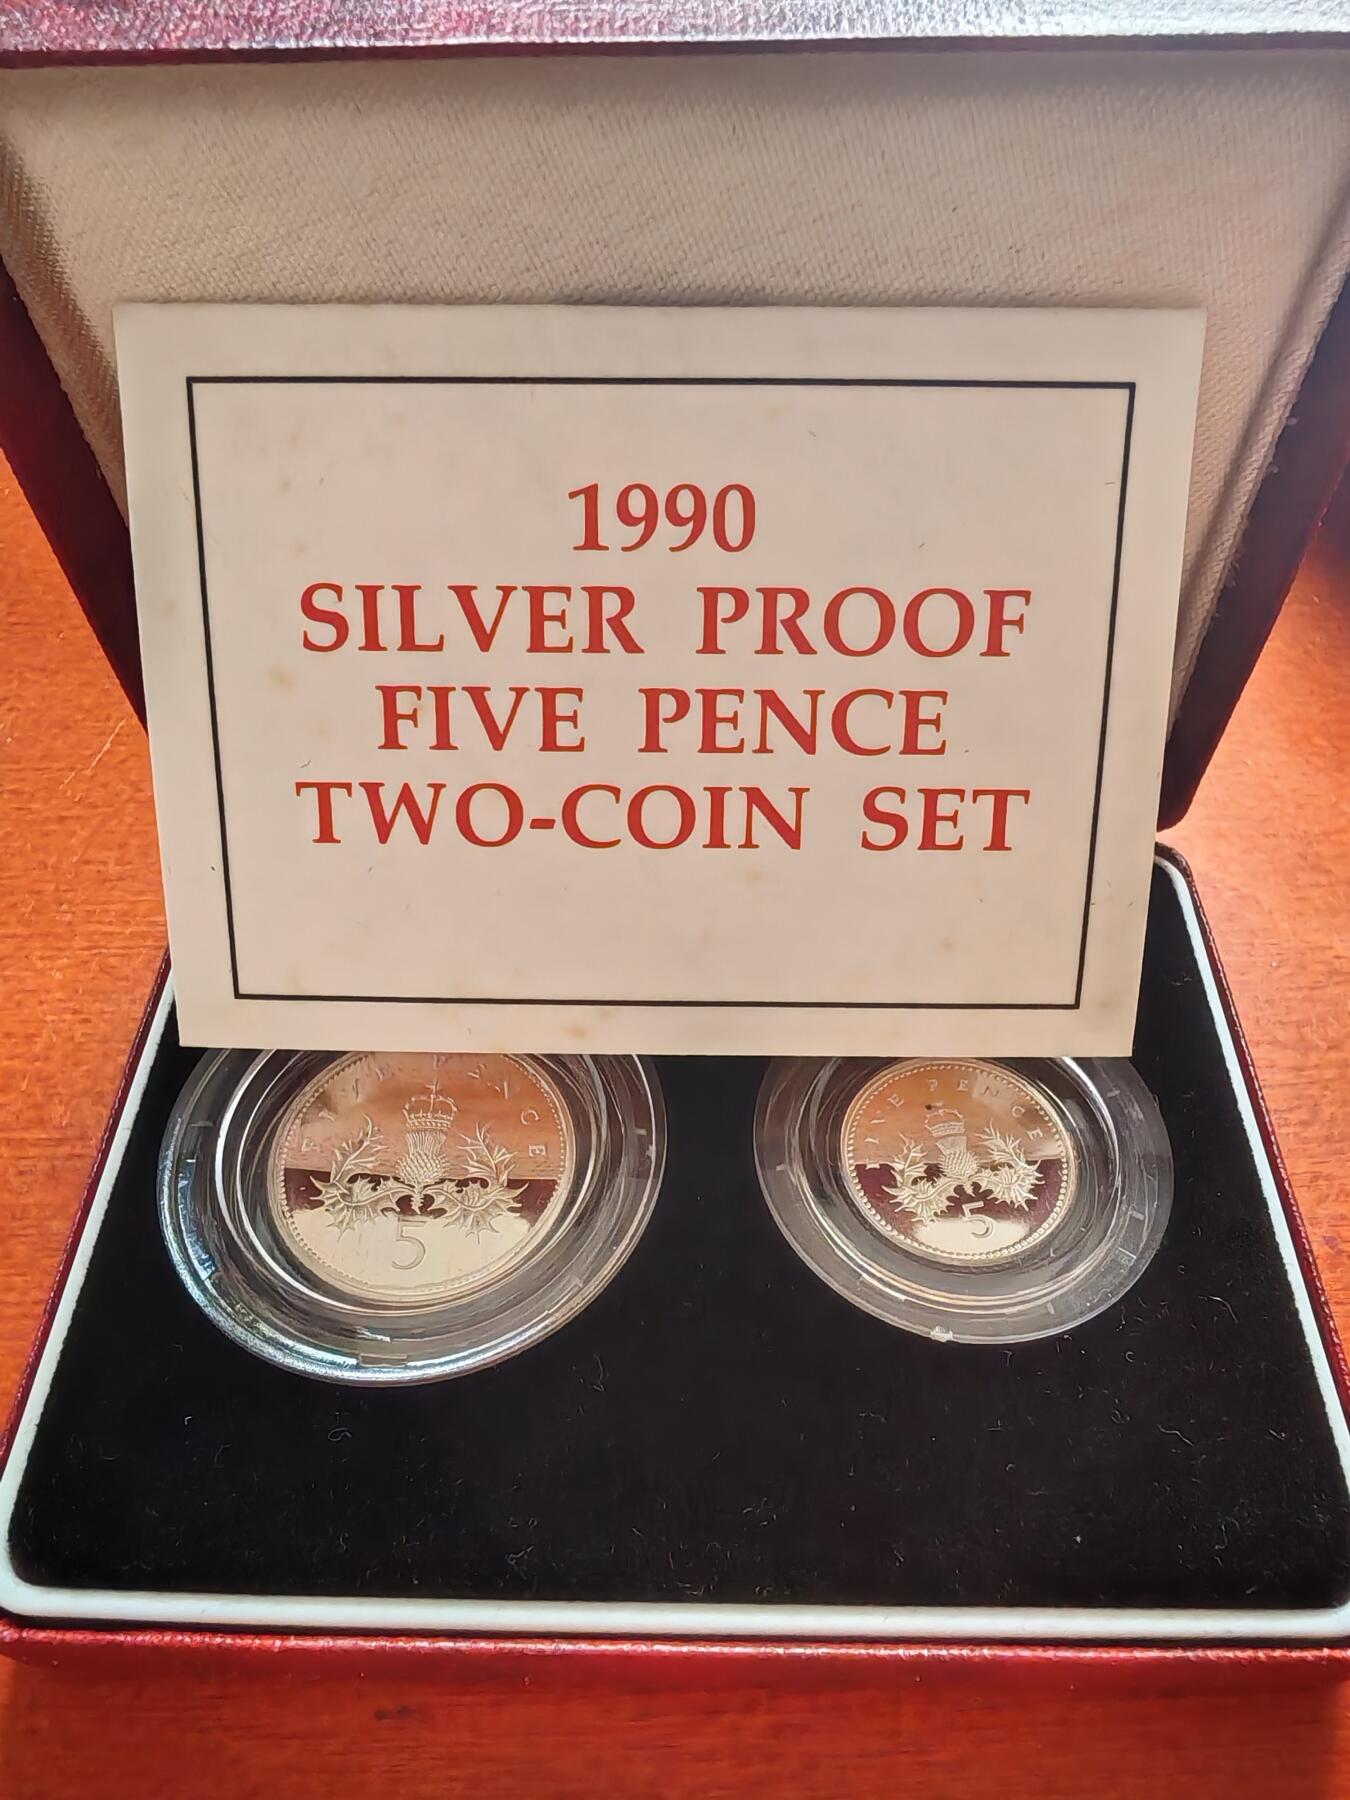 1990
SILVER PROOF
FIVE PENCE
TWO-COIN SET
FIVE PENCE
5
FIVE PENCE
5